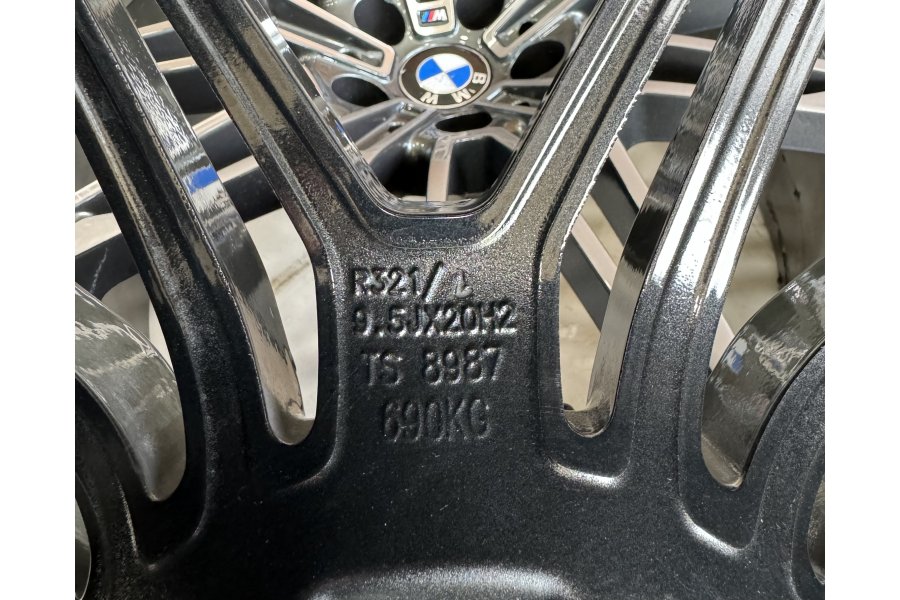 M
BMW
R321/
9.5JX20H2
TS 8987
690KG